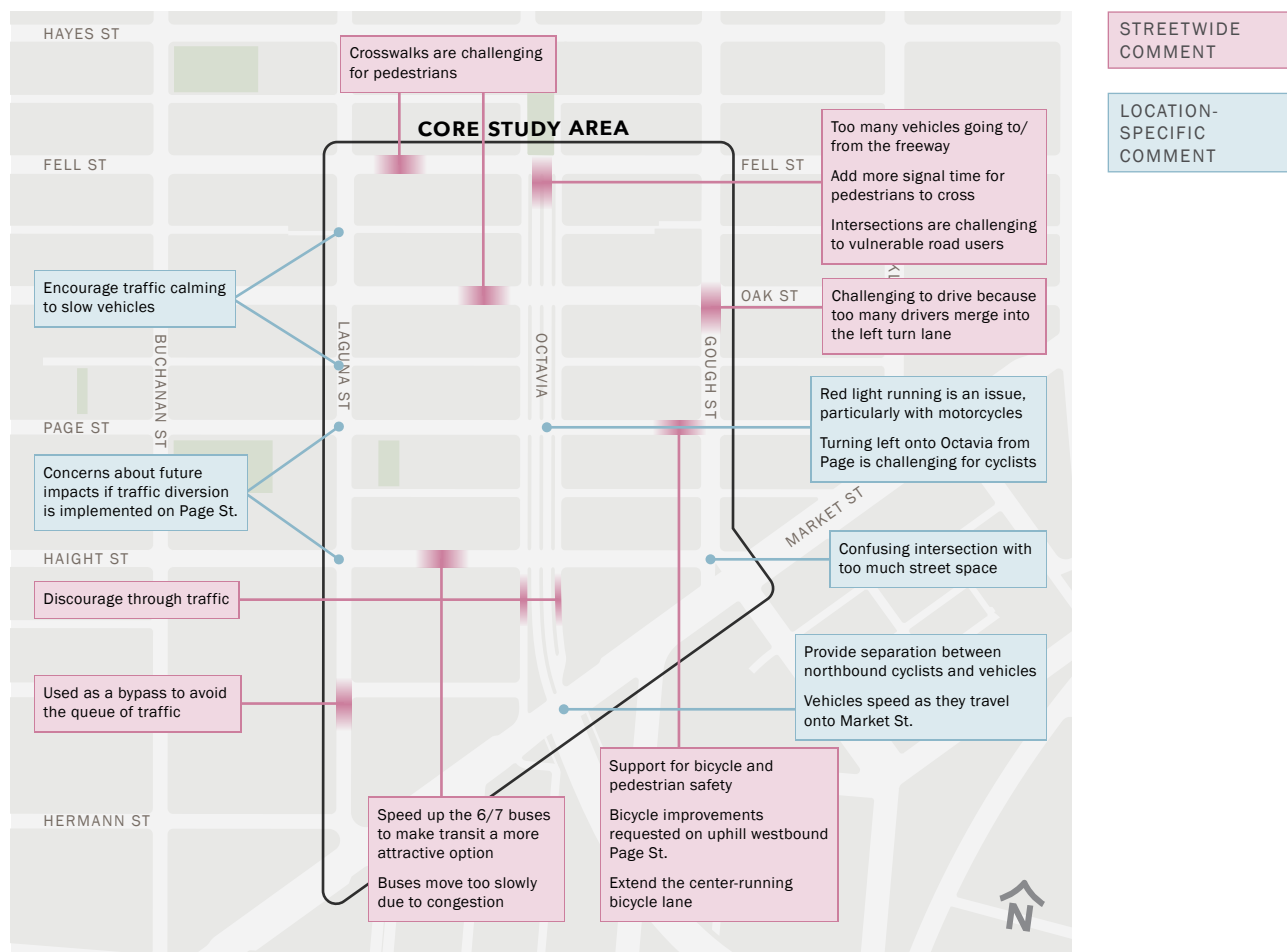 HAYES ST
Crosswalks are challenging
for pedestrians
STREETWIDE
COMMENT
LOCATION-
SPECIFIC
COMMENT
CORE STUDY AREA
FELL ST
FELL ST
Too many vehicles going to/
from the freeway
Add more signal time for
pedestrians to cross
Intersections are challenging
to vulnerable road users
Encourage traffic calming
to slow vehicles
OAK ST
Challenging to drive because
too many drivers merge into
the left turn lane
BUCHANAN ST
LAGUNA ST
OCTAVIA
GOUGH ST
Red light running is an issue,
particularly with motorcycles
Turning left onto Octavia from
Page is challenging for cyclists
PAGE ST
Concerns about future
impacts if traffic diversion
is implemented on Page St.
MARKET ST
HAIGHT ST
Confusing intersection with
too much street space
Discourage through traffic
Provide separation between
northbound cyclists and vehicles
Vehicles speed as they travel
onto Market St.
Used as a bypass to avoid
the queue of traffic
HERMANN ST
Speed up the 6/7 buses
to make transit a more
attractive option
Buses move too slowly
due to congestion
Support for bicycle and
pedestrian safety
Bicycle improvements
requested on uphill westbound
Page St.
Extend the center-running
bicycle lane
N